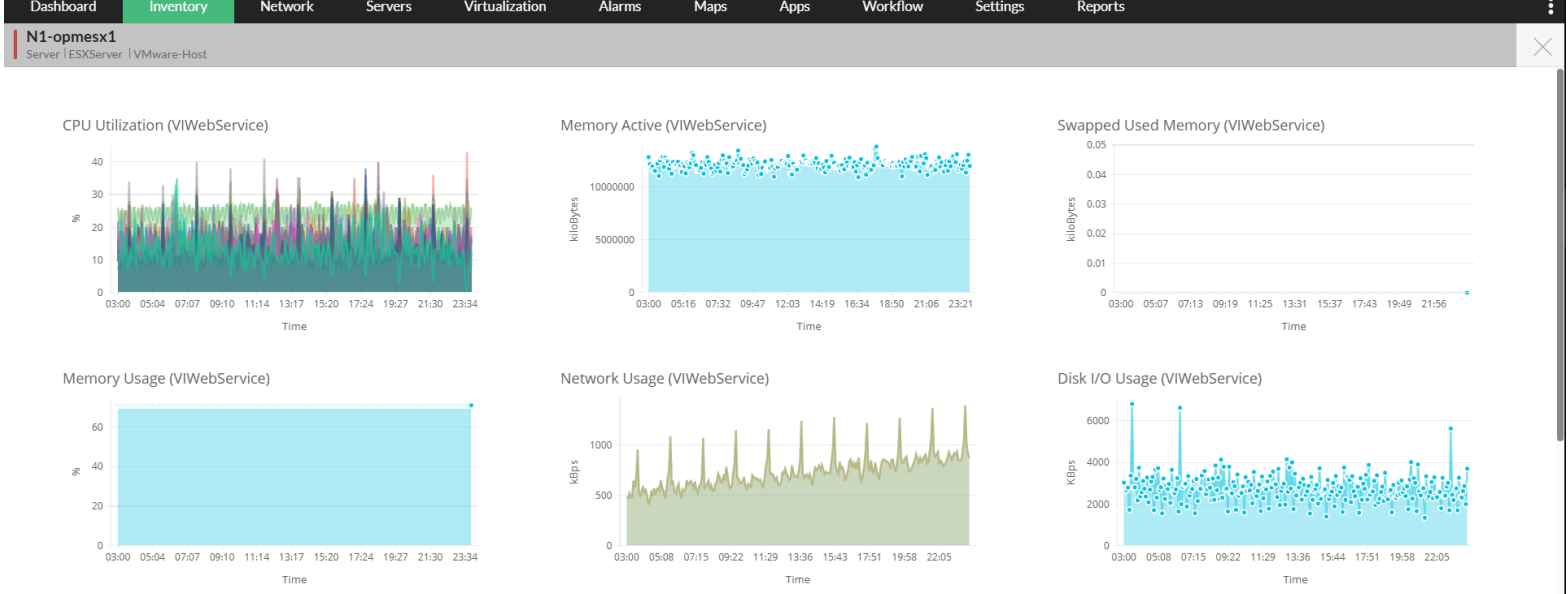 Dashboard Inventory Network Servers Virtualization Alarms Maps Apps Workflow Settings Reports
N1-opmesx1
Server | ESXServer | VMware-Host
CPU Utilization (VIWebService)
40
30
20
10
0
%
03:00 05:04 07:07 09:10 11:14 13:17 15:20 17:24 19:27 21:30 23:34
Time
Memory Active (VIWebService)
10000000
5000000
0
kiloBytes
03:00 05:16 07:32 09:47 12:03 14:19 16:34 18:50 21:06 23:21
Time
Swapped Used Memory (VIWebService)
0.05
0.04
0.03
0.02
0.01
0
kiloBytes
03:00 05:07 07:13 09:19 11:25 13:31 15:37 17:43 19:49 21:56
Time
Memory Usage (VIWebService)
60
40
20
0
%
03:00 05:04 07:07 09:10 11:14 13:17 15:20 17:24 19:27 21:30 23:34
Time
Network Usage (VIWebService)
1000
500
0
kBps
03:00 05:08 07:15 09:22 11:29 13:36 15:43 17:51 19:58 22:05
Time
Disk I/O Usage (VIWebService)
6000
4000
2000
0
KBps
03:00 05:08 07:15 09:22 11:29 13:36 15:44 17:51 19:58 22:05
Time